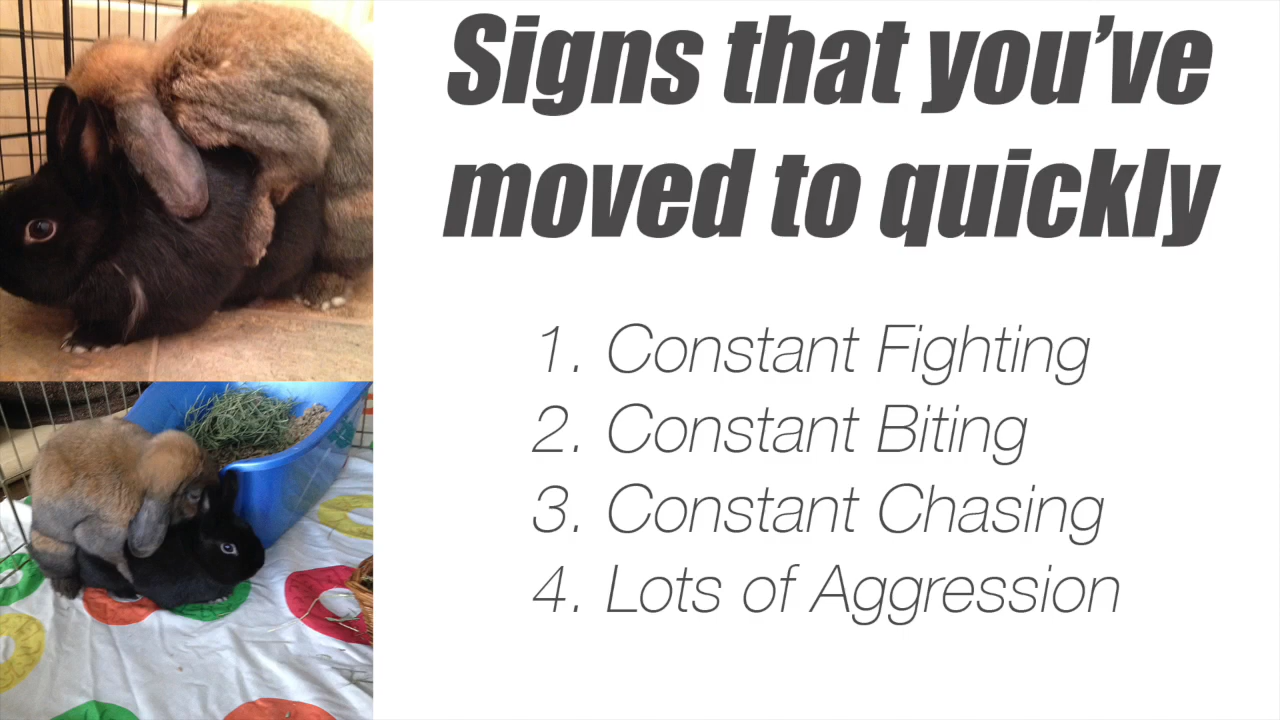 Signs that you’ve
moved to quickly
1. Constant Fighting
2. Constant Biting
3. Constant Chasing
4. Lots of Aggression